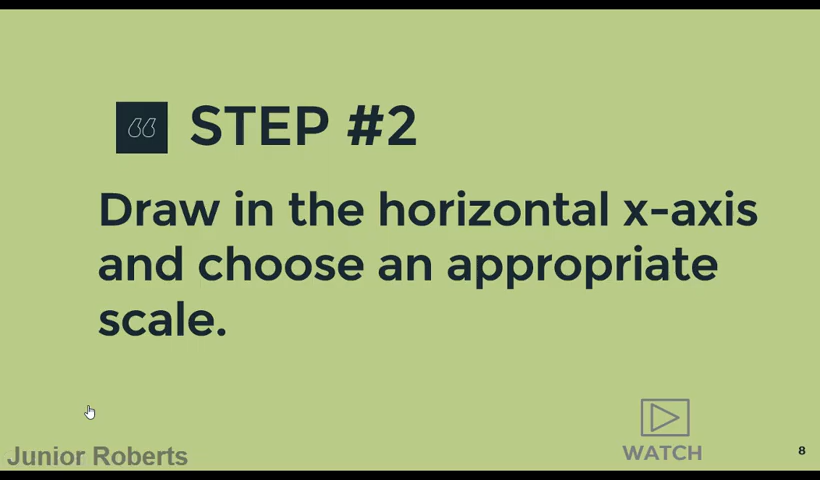 STEP #2
Draw in the horizontal x-axis
and choose an appropriate
scale.
WATCH
8
Junior Roberts